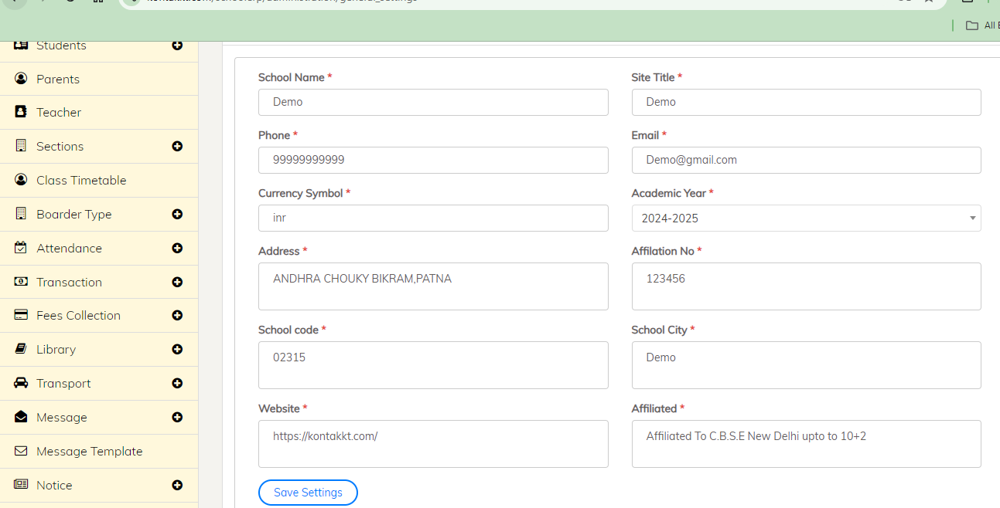 All
Students
Parents
Teacher
Sections
Class Timetable
Boarder Type
Attendance
Transaction
Fees Collection
Library
Transport
Message
Message Template
Notice
School Name *
Demo
Site Title *
Demo
Phone *
99999999999
Email *
Demo@gmail.com
Currency Symbol *
inr
Academic Year *
2024-2025
Address *
ANDHRA CHOUKY BIKRAM,PATNA
Affilation No *
123456
School code *
02315
School City *
Demo
Website *
https://kontakkt.com/
Affiliated *
Affiliated To C.B.S.E New Delhi upto to 10+2
Save Settings